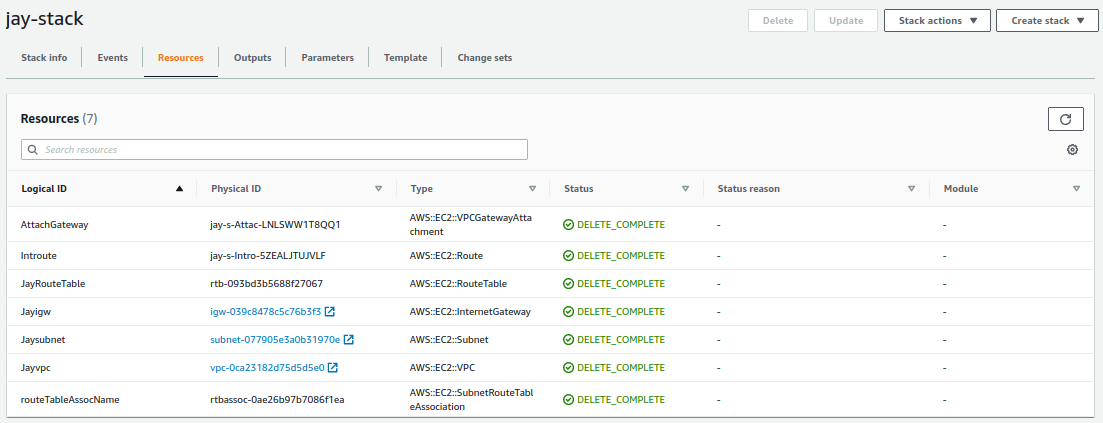 jay-stack
Delete
Update
Stack actions
Create stack
Stack info
Events
Resources
Outputs
Parameters
Template
Change sets
Resources (7)
Search resources
Logical ID Physical ID Type Status Status reason Module
AttachGateway jay-s-Attac-LNLSWW1T8QQ1 AWS::EC2::VPCGatewayAtta
chment DELETE_COMPLETE - -
Introute jay-s-Intro-5ZEALJTUJVLF AWS::EC2::Route DELETE_COMPLETE - -
JayRouteTable rtb-093bd3b5688f27067 AWS::EC2::RouteTable DELETE_COMPLETE - -
Jayigw igw-039c8478c5c76b3f3 AWS::EC2::InternetGateway DELETE_COMPLETE - -
Jaysubnet subnet-077905e3a0b31970e AWS::EC2::Subnet DELETE_COMPLETE - -
Jayvpc vpc-0ca23182d75d5d5e0 AWS::EC2::VPC DELETE_COMPLETE - -
routeTableAssocName rtbassoc-0ae26b97b7086f1ea AWS::EC2::SubnetRouteTabl
eAssociation DELETE_COMPLETE - -